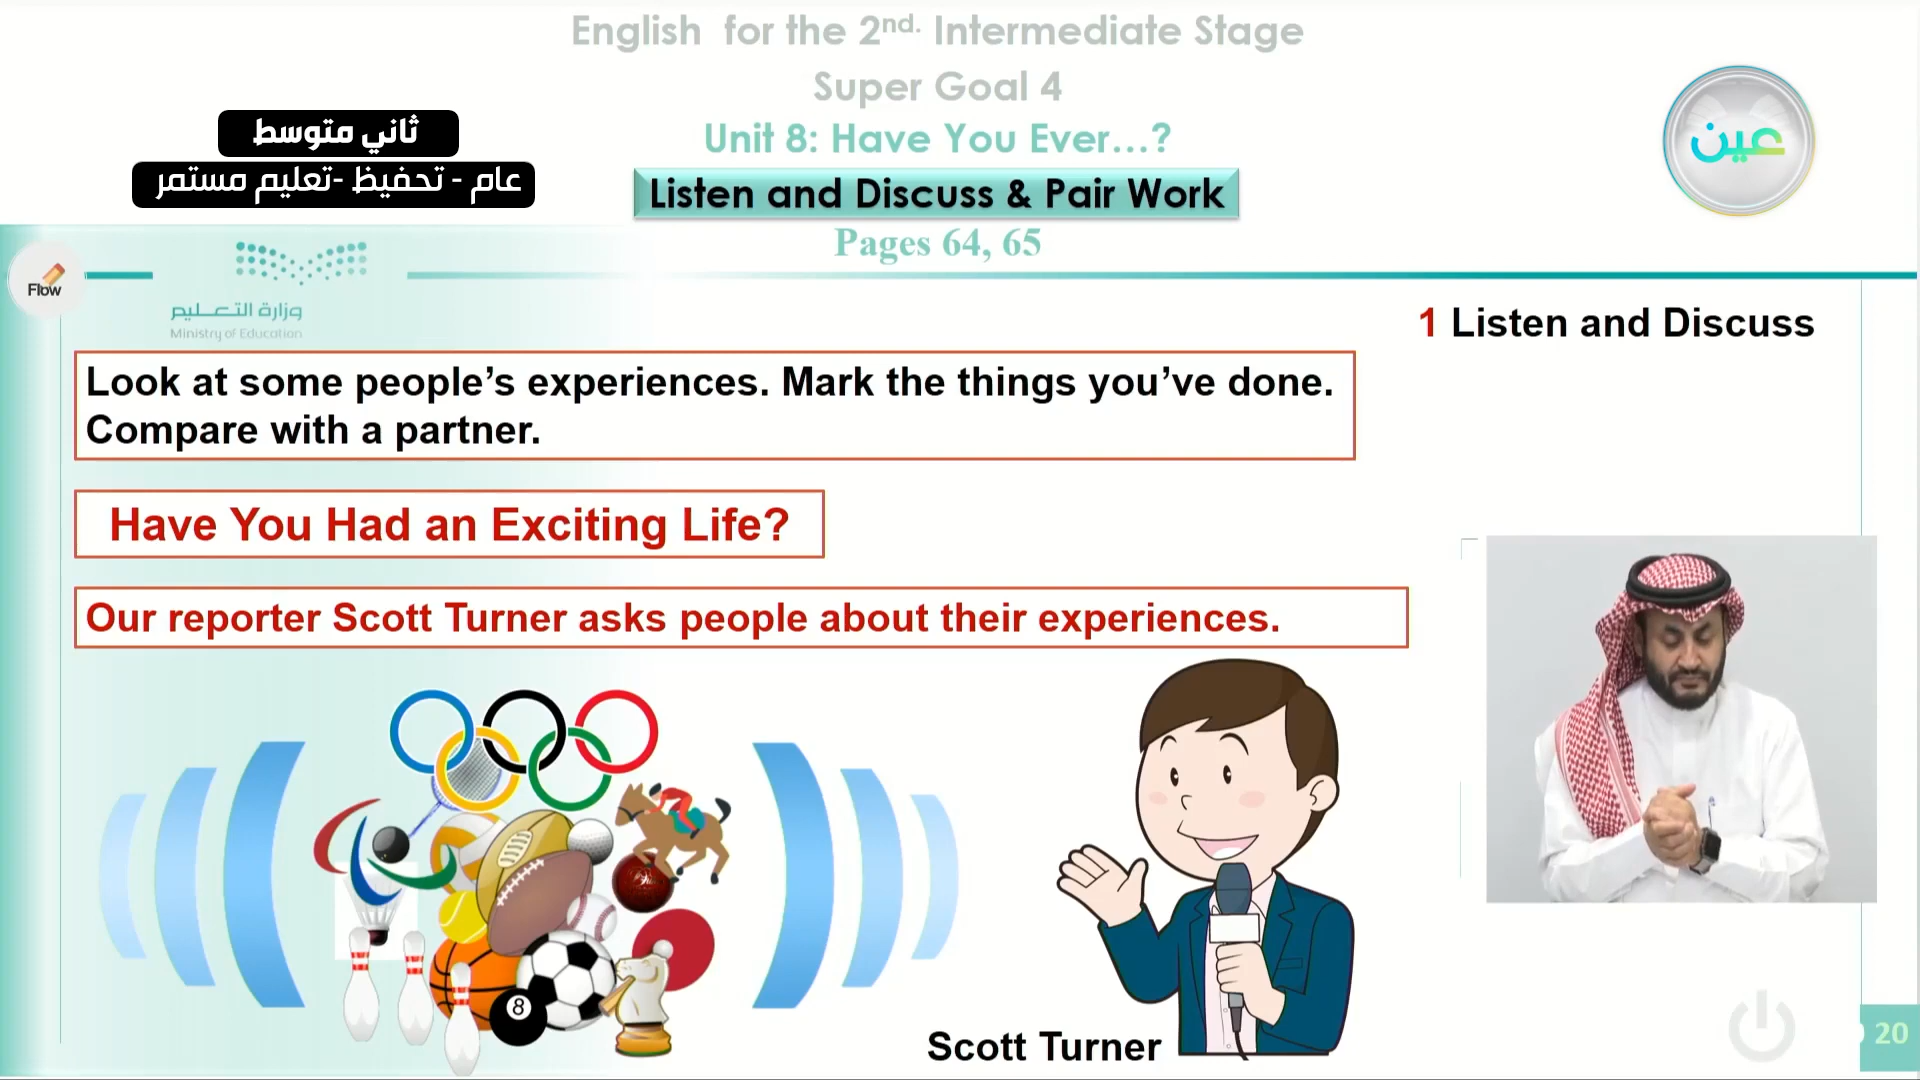 English for the 2nd. Intermediate Stage
Super Goal 4
Unit 8: Have You Ever...?
Listen and Discuss & Pair Work
Pages 64, 65
ثاني متوسط
عام - تحفيظ -تعليم مستمر
عين
Flow
وزارة التعليم
Ministry of Education
1 Listen and Discuss
Look at some people's experiences. Mark the things you've done.
Compare with a partner.
Have You Had an Exciting Life?
Our reporter Scott Turner asks people about their experiences.
8
Scott Turner
20